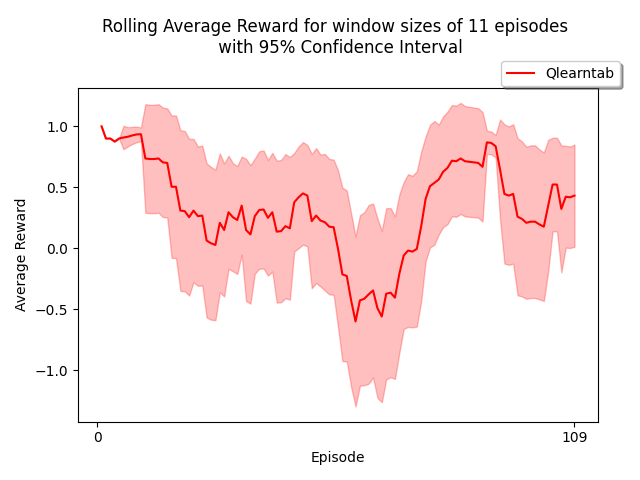 Rolling Average Reward for window sizes of 11 episodes
with 95% Confidence Interval
Qlearntab
1.0
0.5
0.0
−0.5
−1.0
Average Reward
0
109
Episode